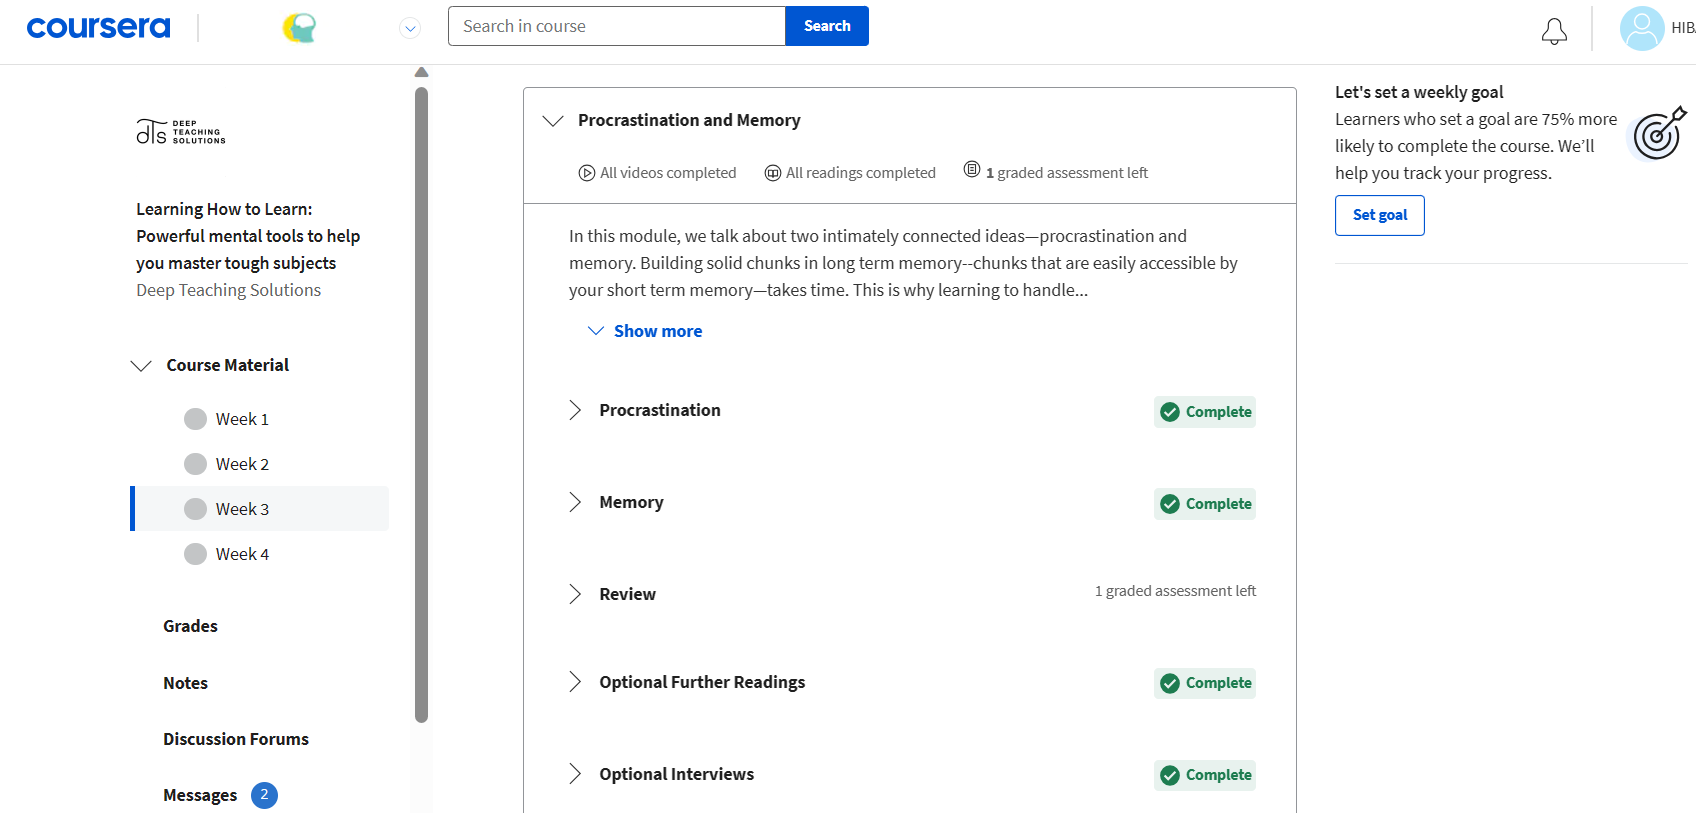 coursera
Search in course
Search
HIBA
DEEP
TEACHING
SOLUTIONS
dTs
Learning How to Learn:
Powerful mental tools to help
you master tough subjects
Deep Teaching Solutions
Course Material
Week 1
Week 2
Week 3
Week 4
Grades
Notes
Discussion Forums
Messages 2
Procrastination and Memory
All videos completed
All readings completed
1 graded assessment left
In this module, we talk about two intimately connected ideas—procrastination and
memory. Building solid chunks in long term memory--chunks that are easily accessible by
your short term memory—takes time. This is why learning to handle...
Show more
Procrastination
Complete
Memory
Complete
Review
1 graded assessment left
Optional Further Readings
Complete
Optional Interviews
Complete
Let's set a weekly goal
Learners who set a goal are 75% more
likely to complete the course. We’ll
help you track your progress.
Set goal